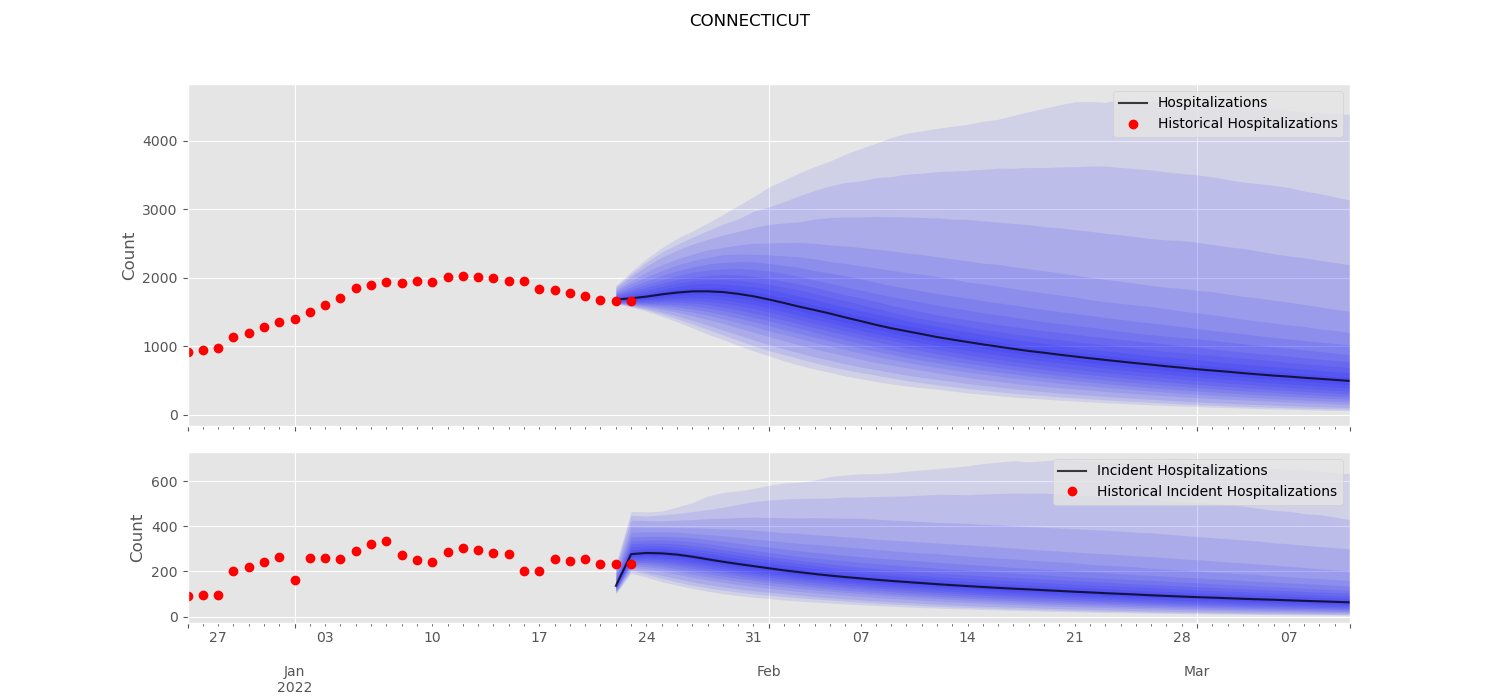 CONNECTICUT
Hospitalizations
Historical Hospitalizations
4000
3000
2000
1000
0
Count
Incident Hospitalizations
Historical Incident Hospitalizations
600
400
200
0
Count
27 03 10 17 24 31 07 14 21 28 07
Jan Feb Mar
2022